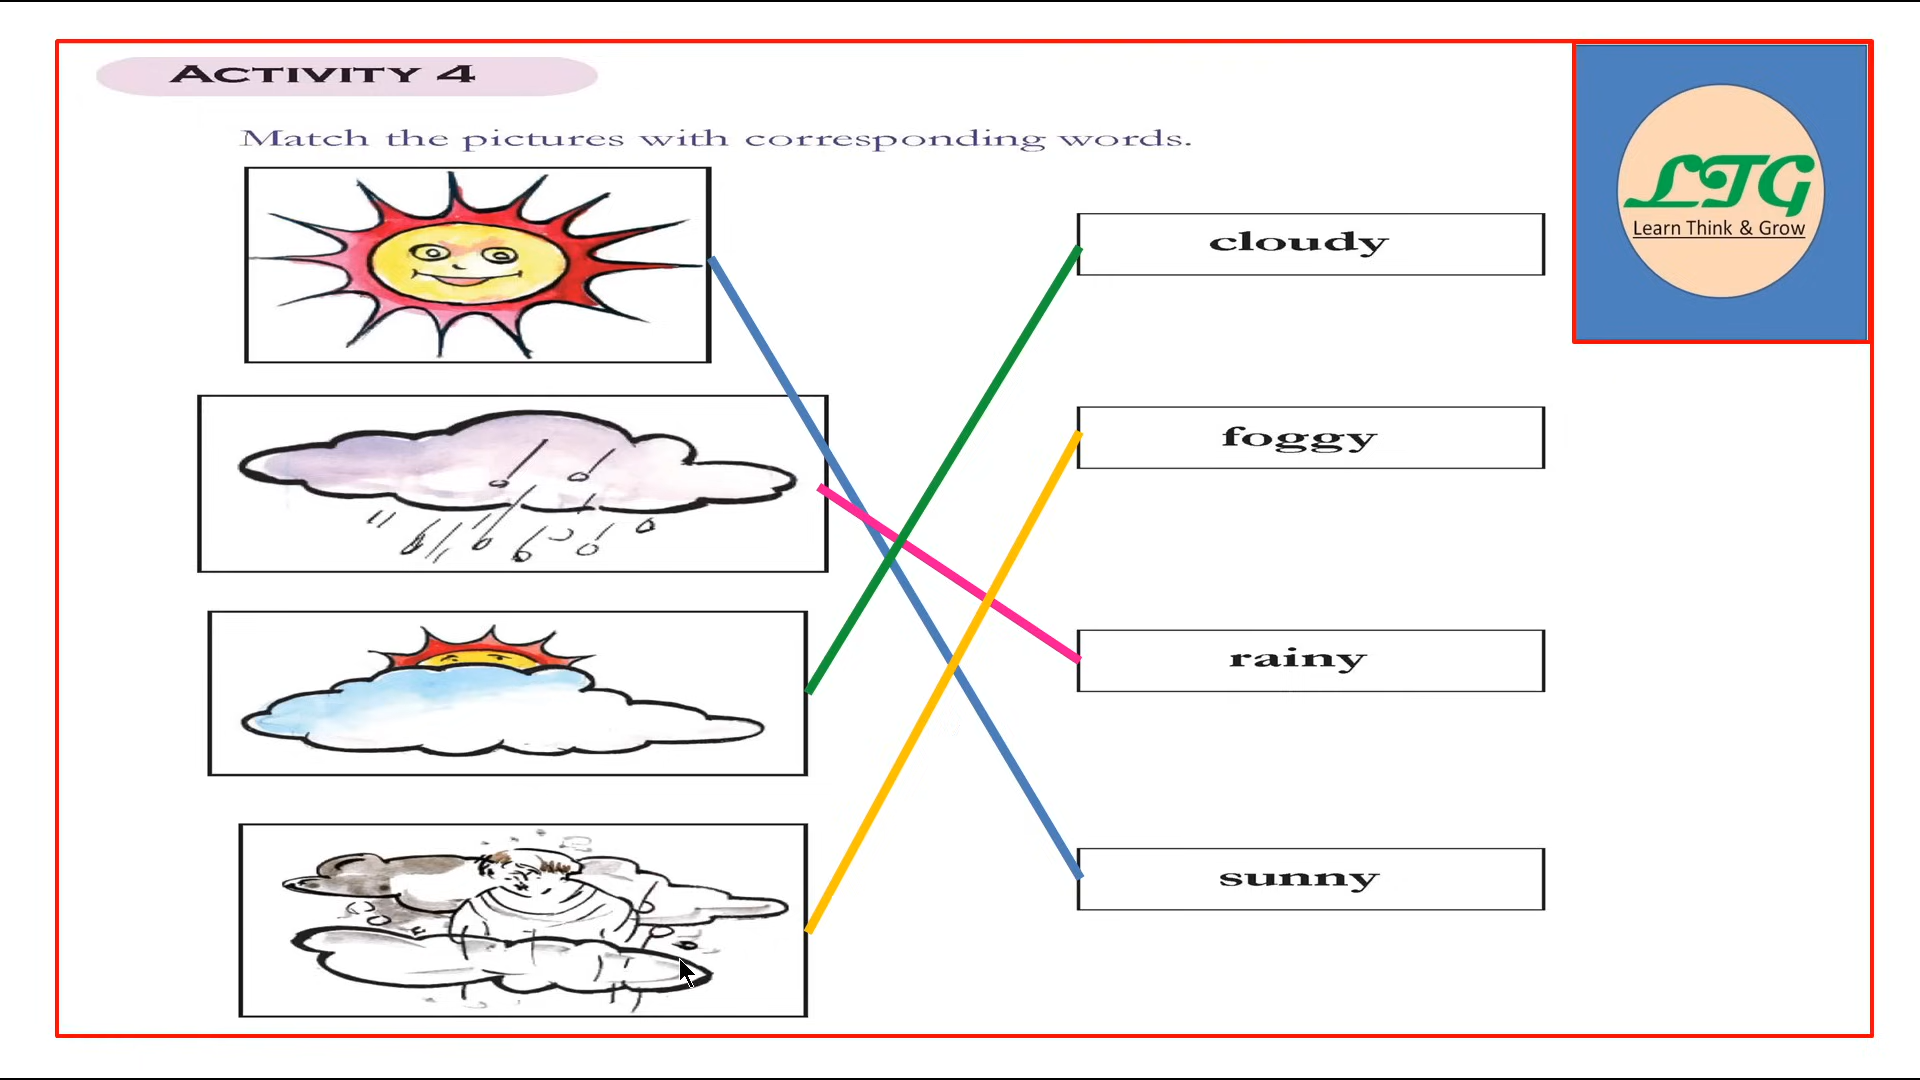 ACTIVITY 4
Match the pictures with corresponding words.
LTG
Learn Think & Grow
cloudy
foggy
rainy
sunny